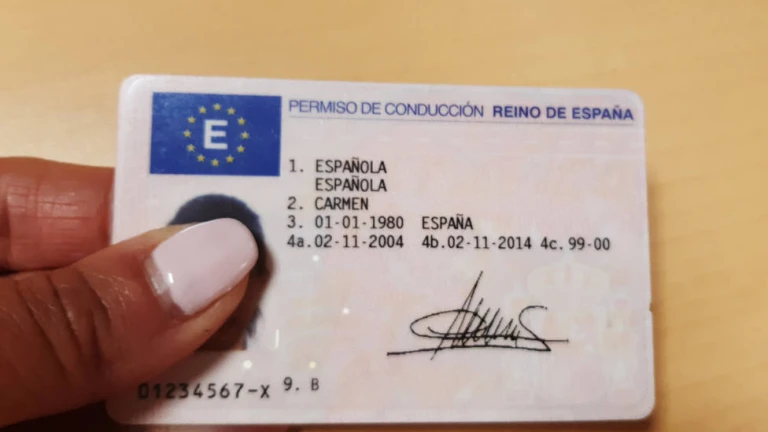 E
PERMISO DE CONDUCCIÓN REINO DE ESPAÑA
1. ESPAÑOLA
ESPAÑOLA
2. CARMEN
3. 01-01-1980 ESPAÑA
4a.02-11-2004 4b.02-11-2014 4c.99-00
01234567-X 9. B